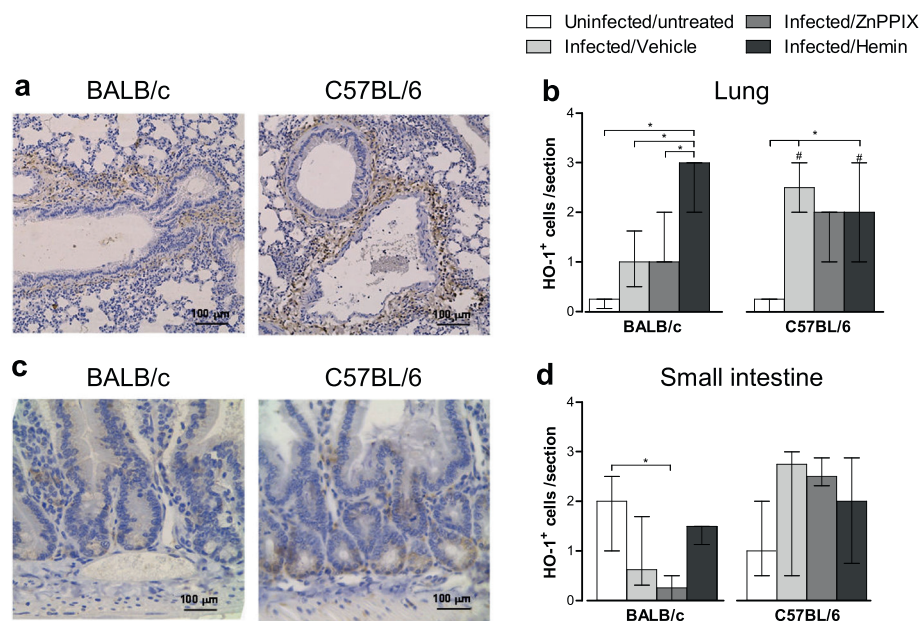 Uninfected/untreated Infected/ZnPPIX
Infected/Vehicle Infected/Hemin
a BALB/c C57BL/6
100 µm 100 µm
b Lung
HO-1+ cells /section
4
3
2
1
0
* * * * # #
BALB/c C57BL/6
c BALB/c C57BL/6
100 µm 100 µm
d Small intestine
HO-1+ cells /section
4
3
2
1
0
*
BALB/c C57BL/6